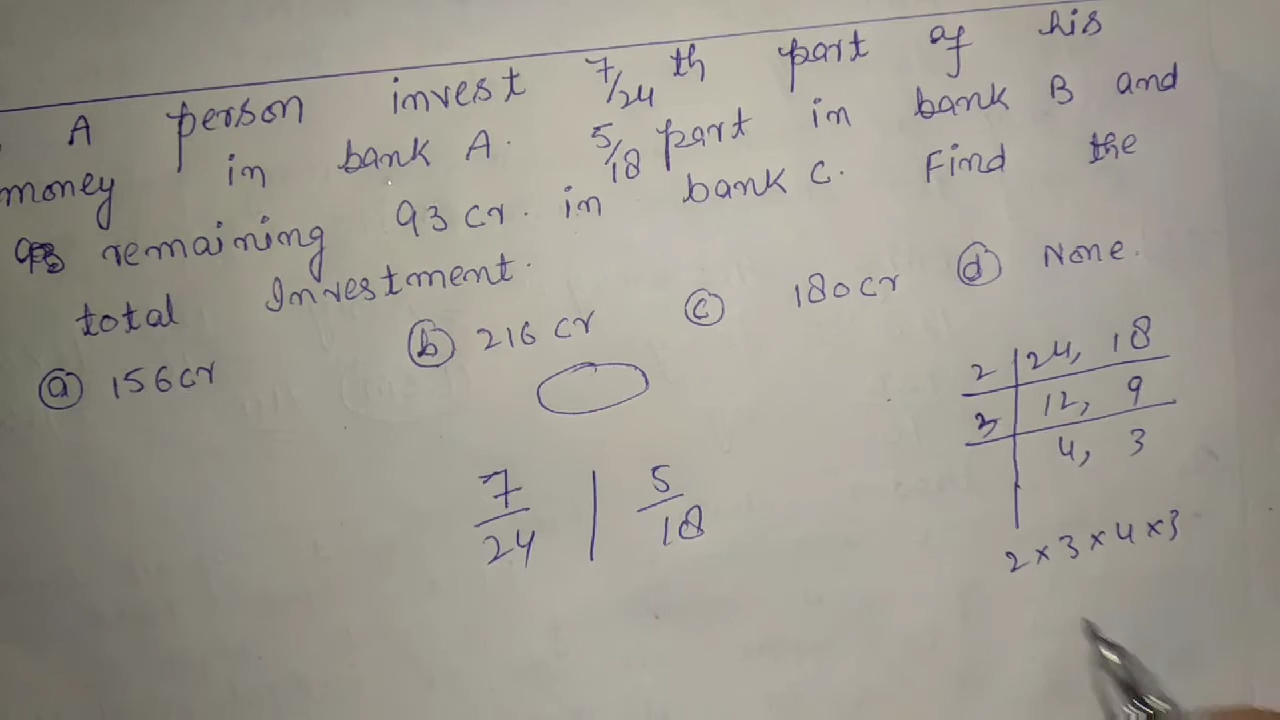 A person invest 7/24 th part of his
money in bank A. 5/18 part in bank B and
remaining 93 cr. in bank C. Find the
total Investment.
(a) 156 cr (b) 216 cr (c) 180 cr (d) None.
2 | 24, 18
3 | 12, 9
4, 3
7/24 | 5/18
2 x 3 x 4 x 3